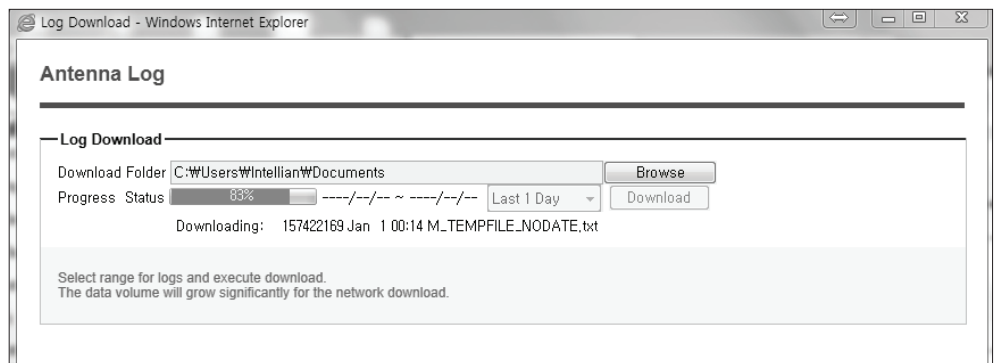 Log Download - Windows Internet Explorer
Antenna Log
Log Download
Download Folder C:₩Users₩Intellian₩Documents Browse
Progress Status 83% ----/--/-- ~ ----/--/-- Last 1 Day Download
Downloading: 157422169 Jan 1 00:14 M_TEMPFILE_NODATE.txt
Select range for logs and execute download.
The data volume will grow significantly for the network download.